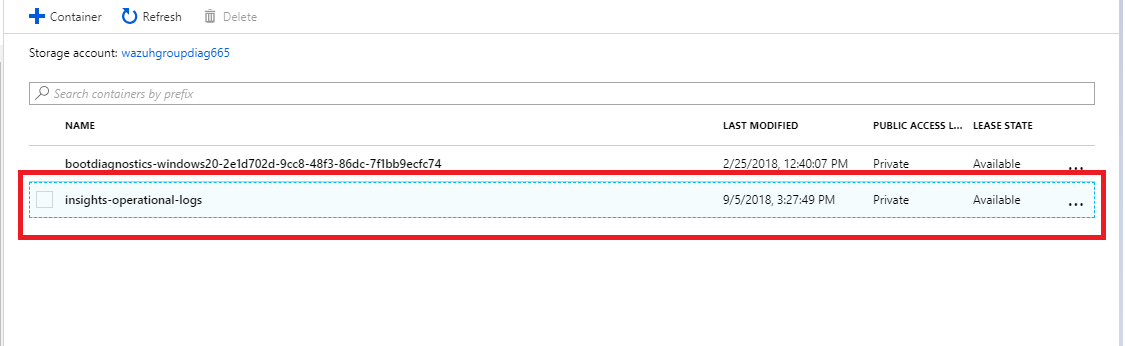 Container Refresh Delete
Storage account: wazuhgroupdiag665
Search containers by prefix
NAME LAST MODIFIED PUBLIC ACCESS L... LEASE STATE
bootdiagnostics-windows20-2e1d702d-9cc8-48f3-86dc-7f1bb9ecfc74 2/25/2018, 12:40:07 PM Private Available ...
insights-operational-logs 9/5/2018, 3:27:49 PM Private Available ...